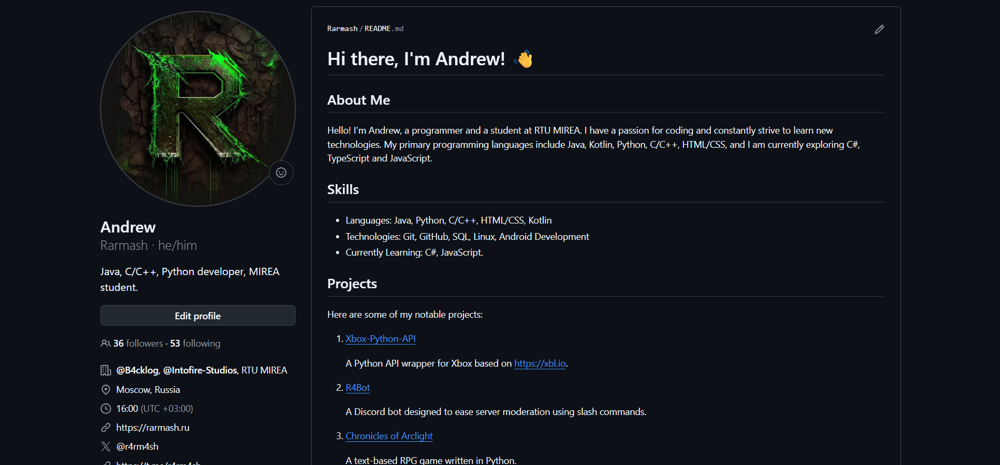 R
Andrew
Rarmash · he/him
Java, C/C++, Python developer, MIREA
student.
Edit profile
36 followers · 53 following
@B4cklog, @Intofire-Studios, RTU MIREA
Moscow, Russia
16:00 (UTC +03:00)
https://rarmash.ru
@r4rm4sh
https://t.me/r4rm4sh
Rarmash/README.md
Hi there, I'm Andrew! 👋
About Me
Hello! I'm Andrew, a programmer and a student at RTU MIREA. I have a passion for coding and constantly strive to learn new
technologies. My primary programming languages include Java, Kotlin, Python, C/C++, HTML/CSS, and I am currently exploring C#,
TypeScript and JavaScript.
Skills
• Languages: Java, Python, C/C++, HTML/CSS, Kotlin
• Technologies: Git, GitHub, SQL, Linux, Android Development
• Currently Learning: C#, JavaScript.
Projects
Here are some of my notable projects:
1. Xbox-Python-API
A Python API wrapper for Xbox based on https://xbl.io.
2. R4Bot
A Discord bot designed to ease server moderation using slash commands.
3. Chronicles of Arclight
A text-based RPG game written in Python.